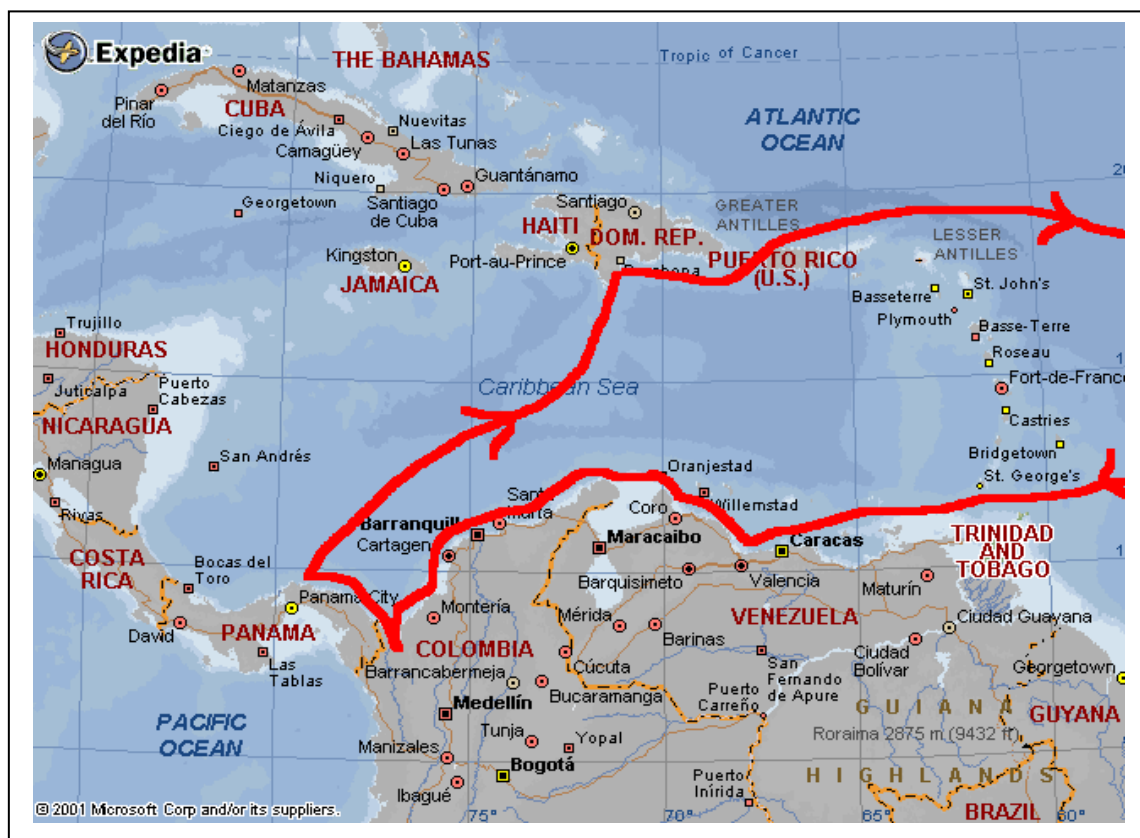 Expedia
THE BAHAMAS
Tropic of Cancer
Matanzas
Pinar
del Río
CUBA
ATLANTIC
OCEAN
Nuevitas
Ciego de Ávila
Las Tunas
Camagüey
20
Niquero
Guantánamo
Georgetown
Santiago
de Cuba
Santiago
GREATER
ANTILLES
HAITI
DOM. REP.
LESSER
ANTILLES
Kingston
Port-au-Prince
PUERTO RICO
(U.S.)
JAMAICA
St. John's
Basseterre
Plymouth
Trujillo
Basse-Terre
HONDURAS
Roseau
Juticalpa
Puerto
Cabezas
Caribbean Sea
Fort-de-France
NICARAGUA
Castries
Bridgetown
Managua
San Andrés
Oranjestad
St. George's
Rivas
Santa
Marta
Coro
Willemstad
Barranquill
Cartagen
Maracaibo
Caracas
TRINIDAD
AND
TOBAGO
COSTA
RICA
Bocas del
Toro
Barquisimeto
Valencia
Maturín
Panama City
Montería
Mérida
VENEZUELA
Ciudad Guayana
David
PANAMA
COLOMBIA
Barinas
Las
Tablas
Barrancabermeja
Cúcuta
San
Fernando
de Apure
Ciudad
Bolívar
Georgetown
Bucaramanga
Puerto
Carreño
Medellín
GUIANA
GUYANA
PACIFIC
OCEAN
Tunja
Yopal
Roraima 2875 m (9432 ft)
Manizales
Bogotá
Puerto
Inírida
HIGHLANDS
Ibagué
BRAZIL
© 2001 Microsoft Corp and/or its suppliers.
75°
70°
65°
60°